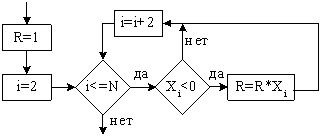 R=1
i=i+2
нет
i=2
i<=N
да
Xi<0
да
R=R*Xi
нет